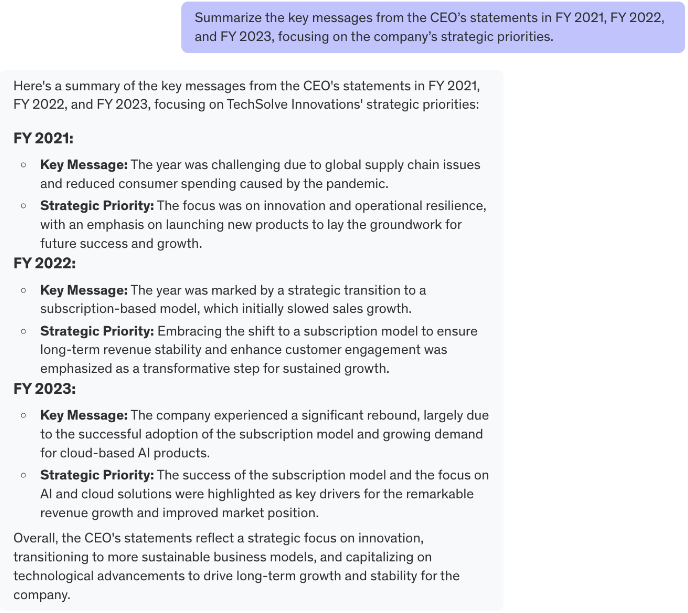 Summarize the key messages from the CEO’s statements in FY 2021, FY 2022,
and FY 2023, focusing on the company’s strategic priorities.
Here's a summary of the key messages from the CEO's statements in FY 2021,
FY 2022, and FY 2023, focusing on TechSolve Innovations' strategic priorities:
FY 2021:
Key Message: The year was challenging due to global supply chain issues
and reduced consumer spending caused by the pandemic.
Strategic Priority: The focus was on innovation and operational resilience,
with an emphasis on launching new products to lay the groundwork for
future success and growth.
FY 2022:
Key Message: The year was marked by a strategic transition to a
subscription-based model, which initially slowed sales growth.
Strategic Priority: Embracing the shift to a subscription model to ensure
long-term revenue stability and enhance customer engagement was
emphasized as a transformative step for sustained growth.
FY 2023:
Key Message: The company experienced a significant rebound, largely due
to the successful adoption of the subscription model and growing demand
for cloud-based AI products.
Strategic Priority: The success of the subscription model and the focus on
AI and cloud solutions were highlighted as key drivers for the remarkable
revenue growth and improved market position.
Overall, the CEO's statements reflect a strategic focus on innovation,
transitioning to more sustainable business models, and capitalizing on
technological advancements to drive long-term growth and stability for the
company.